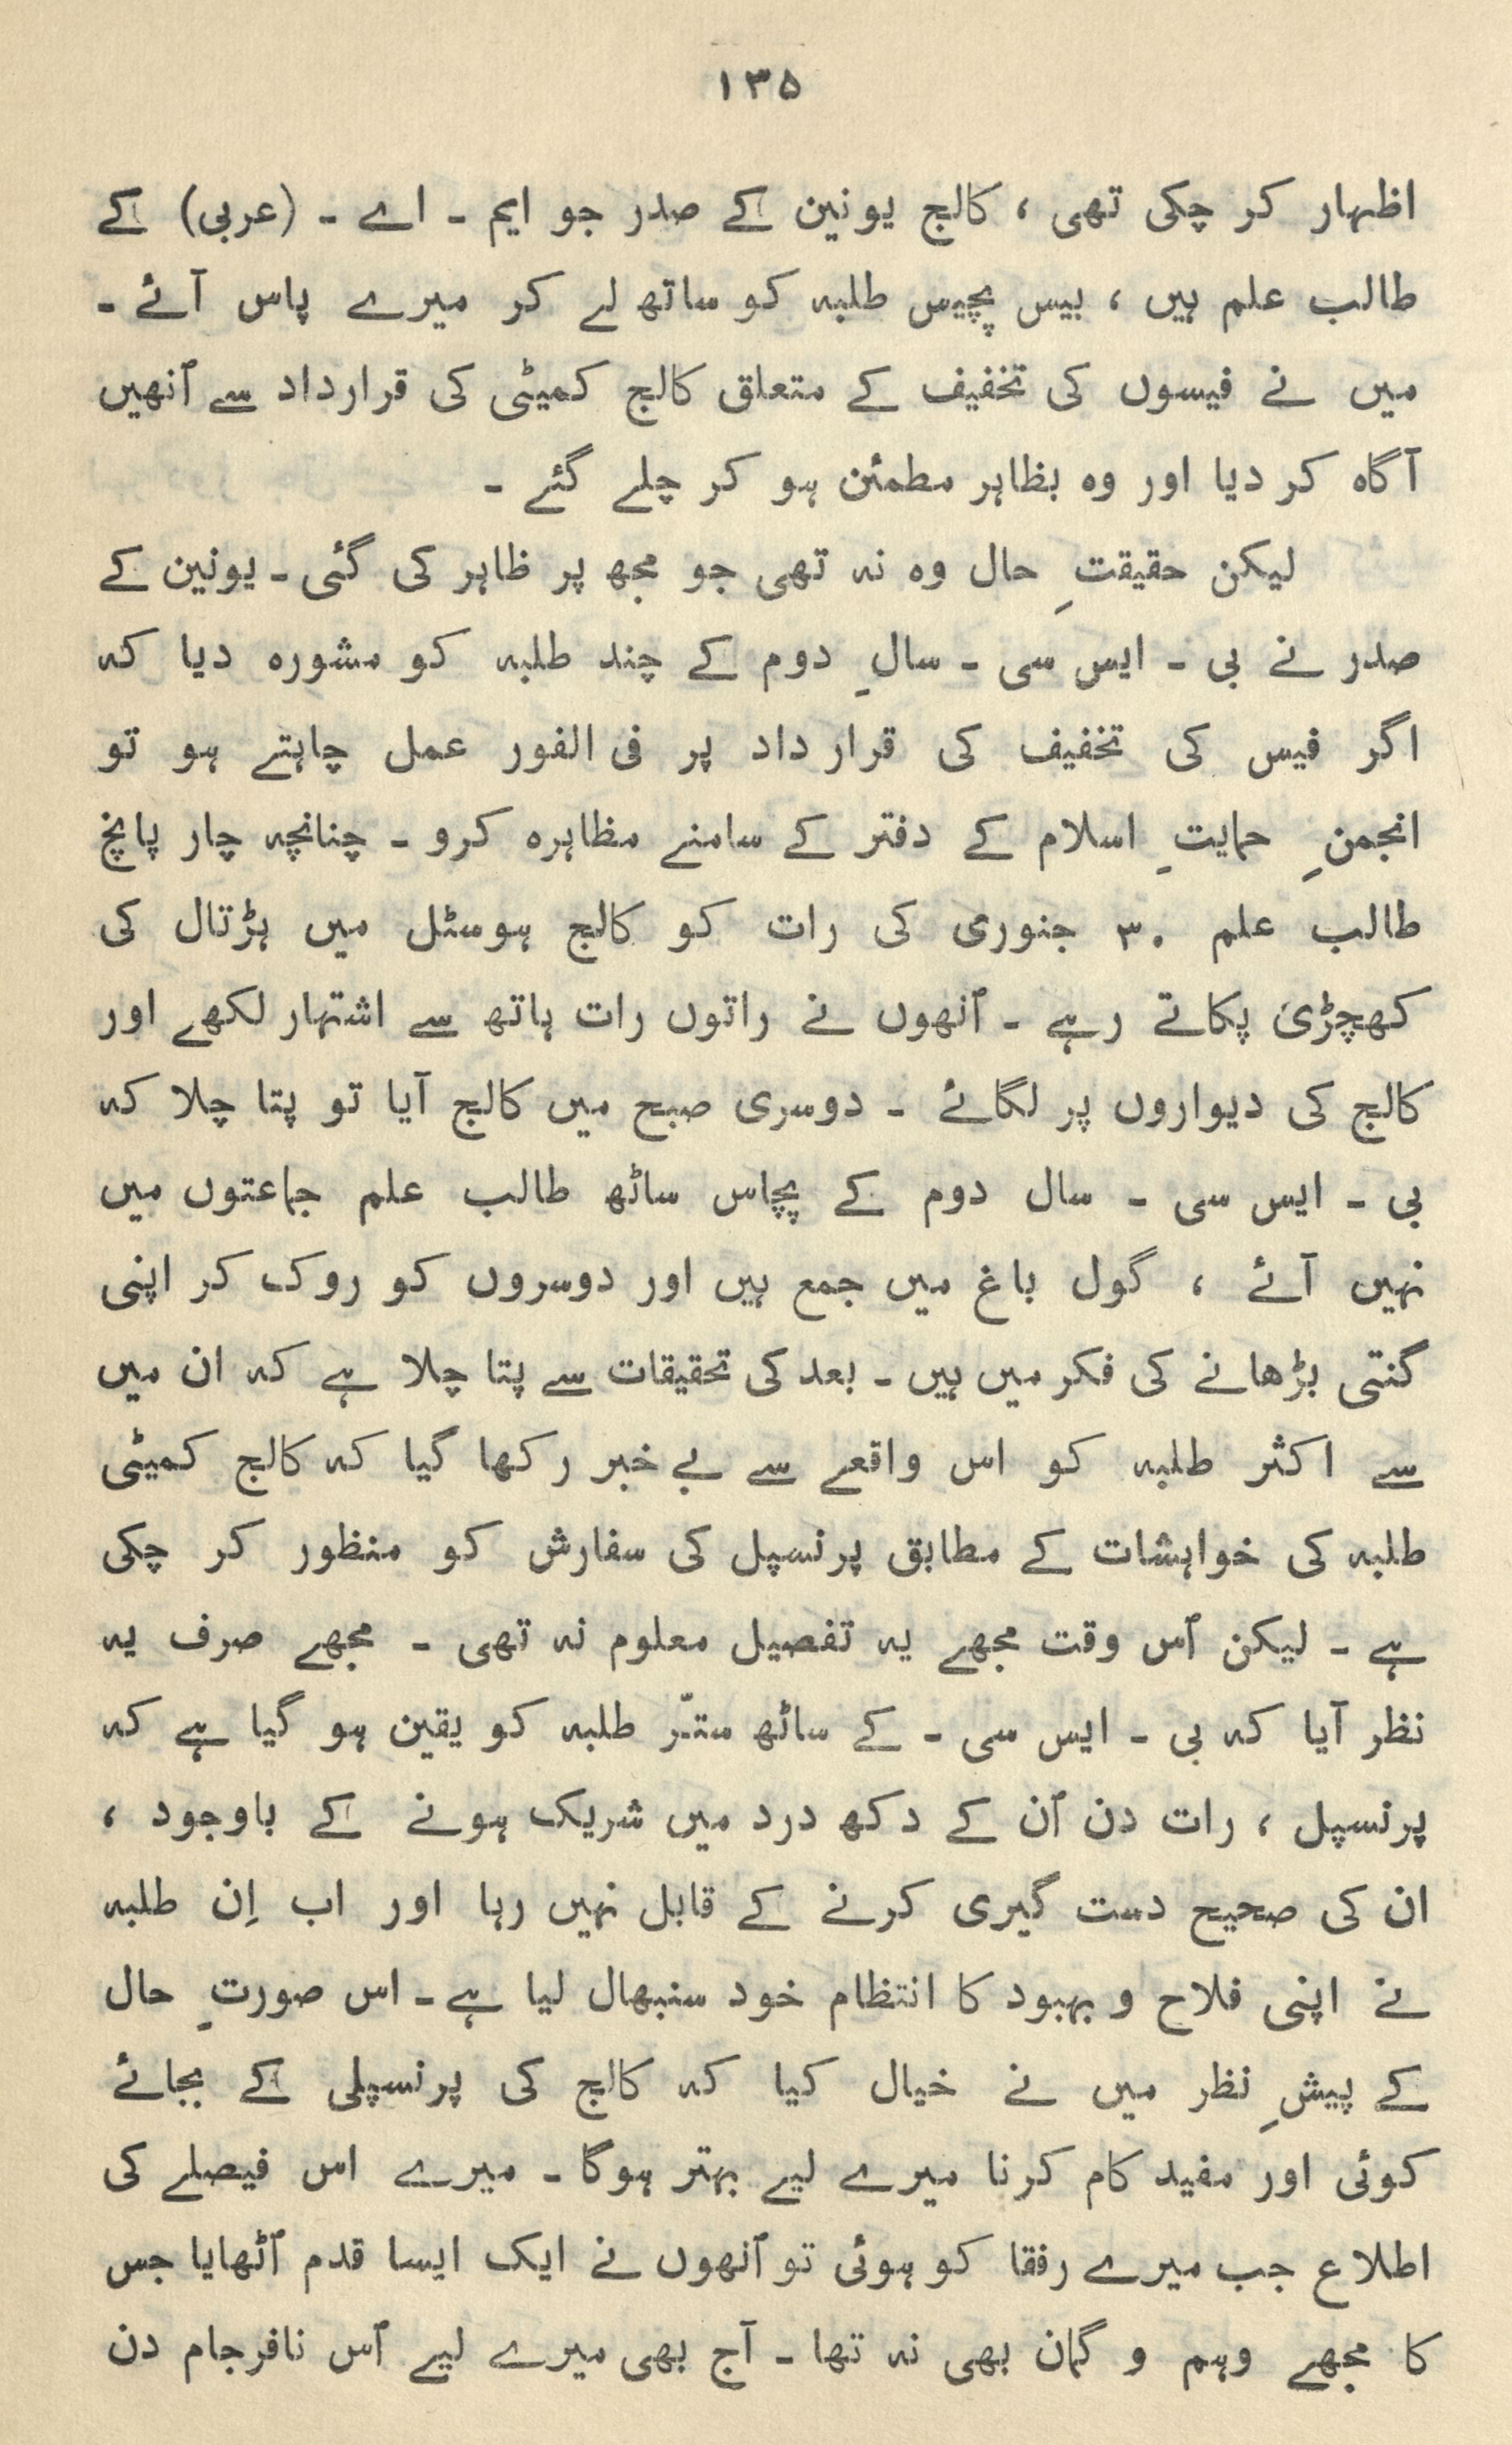 ۱۳۵
اظہار کر چکی تھی ، کالج یونین کے صدر جو ایم ۔ اے ۔ (عربی) کے
طالب علم ہیں ، بیس پچیس طلبہ کو ساتھ لے کر میرے پاس آئے ۔
میں نے فیسوں کی تخفیف کے متعلق کالج کمیٹی کی قرارداد سے اُنھیں
آگاہ کر دیا اور وہ بظاہر مطمئن ہو کر چلے گئے ۔
لیکن حقیقتِ حال وہ نہ تھی جو مجھ پر ظاہر کی گئی ۔ یونین کے
صدر نے بی ۔ ایس سی ۔ سالِ دوم کے چند طلبہ کو مشورہ دیا کہ
اگر فیس کی تخفیف کی قرار داد پر فی الفور عمل چاہتے ہو تو
انجمنِ حمایتِ اسلام کے دفتر کے سامنے مظاہرہ کرو ۔ چنانچہ چار پانچ
طالب علم ۳۰ جنوری کی رات کو کالج ہوسٹل میں ہڑتال کی
کھچڑی پکاتے رہے ۔ اُنھوں نے راتوں رات ہاتھ سے اشتہار لکھے اور
کالج کی دیواروں پر لگائے ۔ دوسری صبح میں کالج آیا تو پتا چلا کہ
بی ۔ ایس سی ۔ سال دوم کے پچاس ساٹھ طالب علم جماعتوں میں
نہیں آئے ، گول باغ میں جمع ہیں اور دوسروں کو روک کر اپنی
گنتی بڑھانے کی فکر میں ہیں ۔ بعد کی تحقیقات سے پتا چلا ہے کہ ان میں
سے اکثر طلبہ کو اس واقعے سے بے خبر رکھا گیا کہ کالج کمیٹی
طلبہ کی خواہشات کے مطابق پرنسپل کی سفارش کو منظور کر چکی
ہے ۔ لیکن اُس وقت مجھے یہ تفصیل معلوم نہ تھی ۔ مجھے صرف یہ
نظر آیا کہ بی ۔ ایس سی ۔ کے ساٹھ ستّر طلبہ کو یقین ہو گیا ہے کہ
پرنسپل ، رات دن اُن کے دکھ درد میں شریک ہونے کے باوجود ،
ان کی صحیح دست گیری کرنے کے قابل نہیں رہا اور اب اِن طلبہ
نے اپنی فلاح و بہبود کا انتظام خود سنبھال لیا ہے ۔ اس صورتِ حال
کے پیشِ نظر میں نے خیال کیا کہ کالج کی پرنسپلی کے بجائے
کوئی اور مفید کام کرنا میرے لیے بہتر ہوگا ۔ میرے اس فیصلے کی
اطلاع جب میرے رفقا کو ہوئی تو اُنھوں نے ایک ایسا قدم اُٹھایا جس
کا مجھے وہم و گمان بھی نہ تھا ۔ آج بھی میرے لیے اُس نافرجام دن